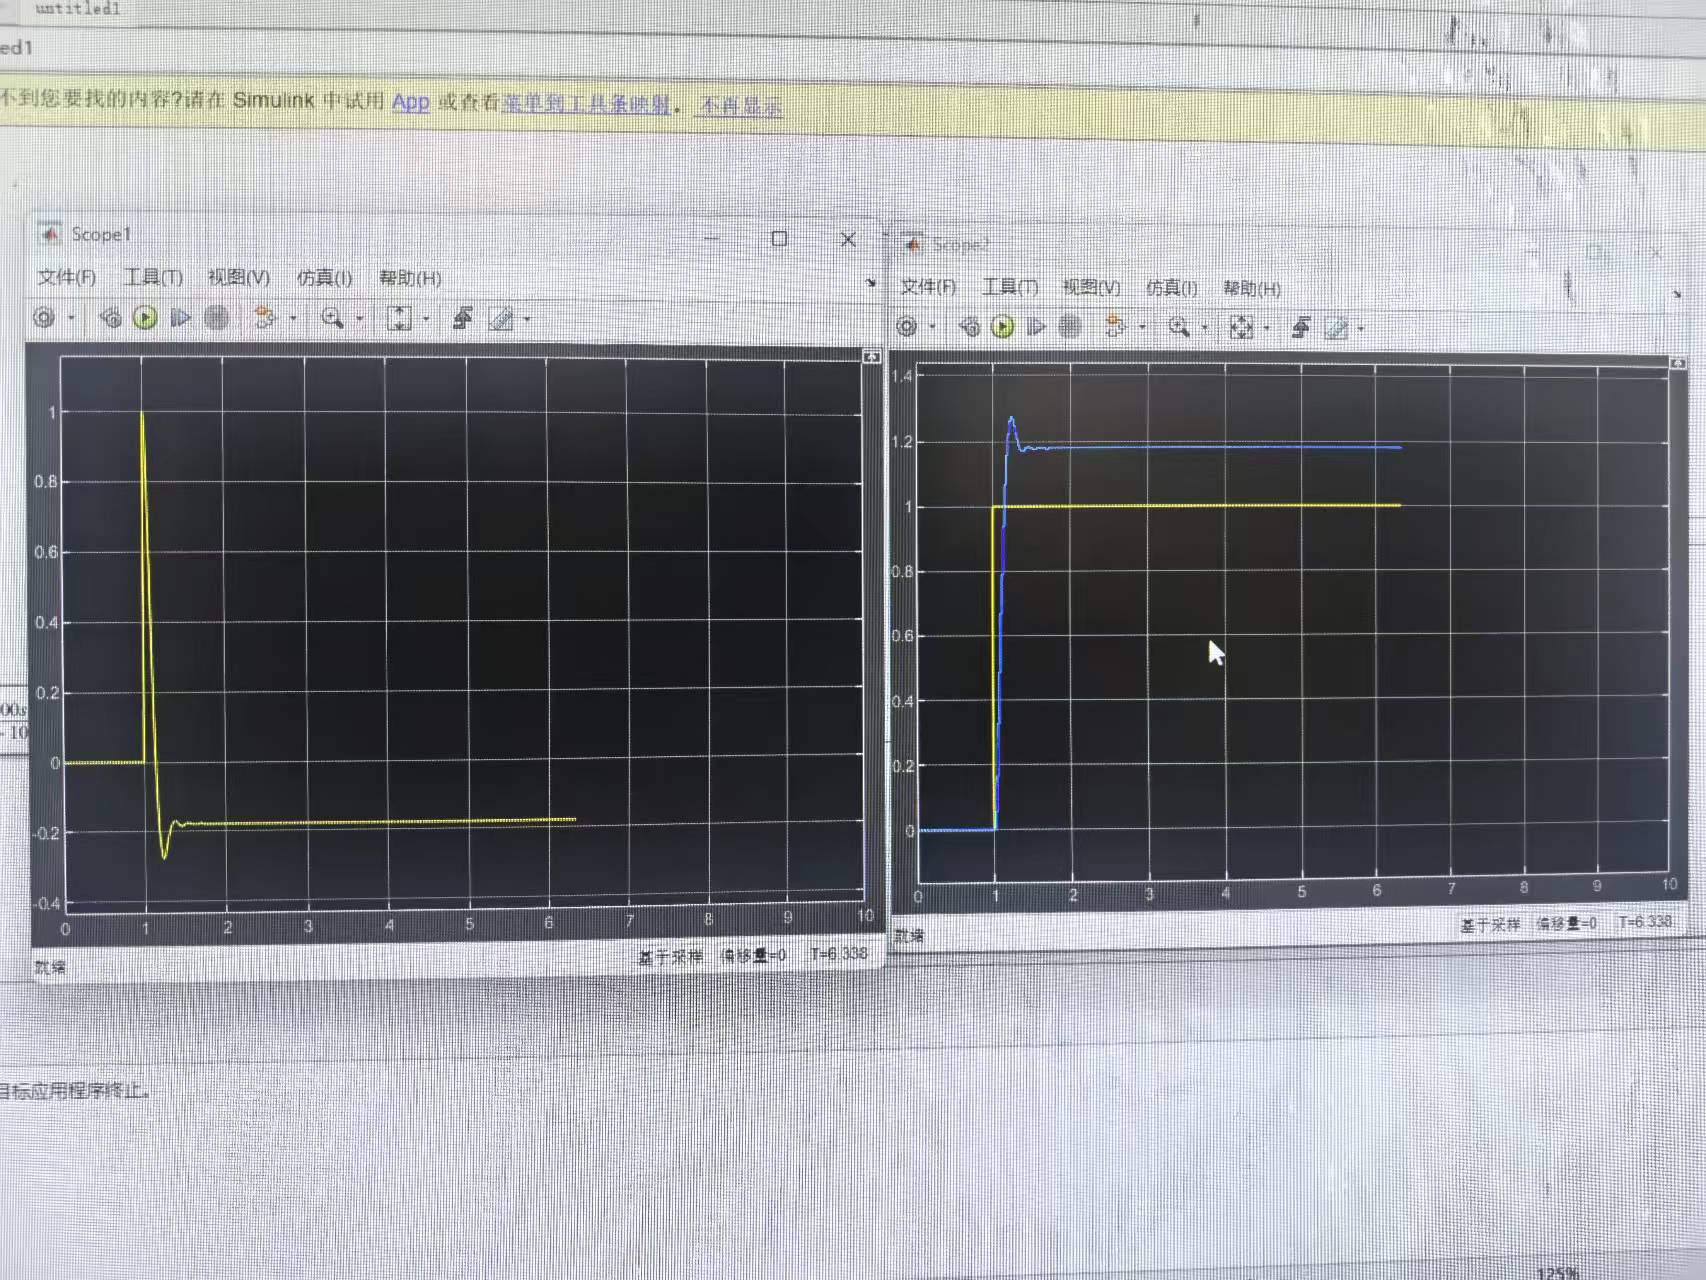 untitled1
ed1
不到您要找的内容?请在 Simulink 中试用 App 或查看菜单到工具条映射。 不再显示
Scope1
文件(F) 工具(T) 视图(V) 仿真(I) 帮助(H)
1
0.8
0.6
0.4
0.2
0
-0.2
-0.4
0 1 2 3 4 5 6 7 8 9 10
就绪
基于采样 偏移量=0 T=6.338
Scope2
文件(F) 工具(T) 视图(V) 仿真(I) 帮助(H)
1.4
1.2
1
0.8
0.6
0.4
0.2
0
0 1 2 3 4 5 6 7 8 9 10
就绪
基于采样 偏移量=0 T=6.338
00s
- 10
目标应用程序终止。
125%